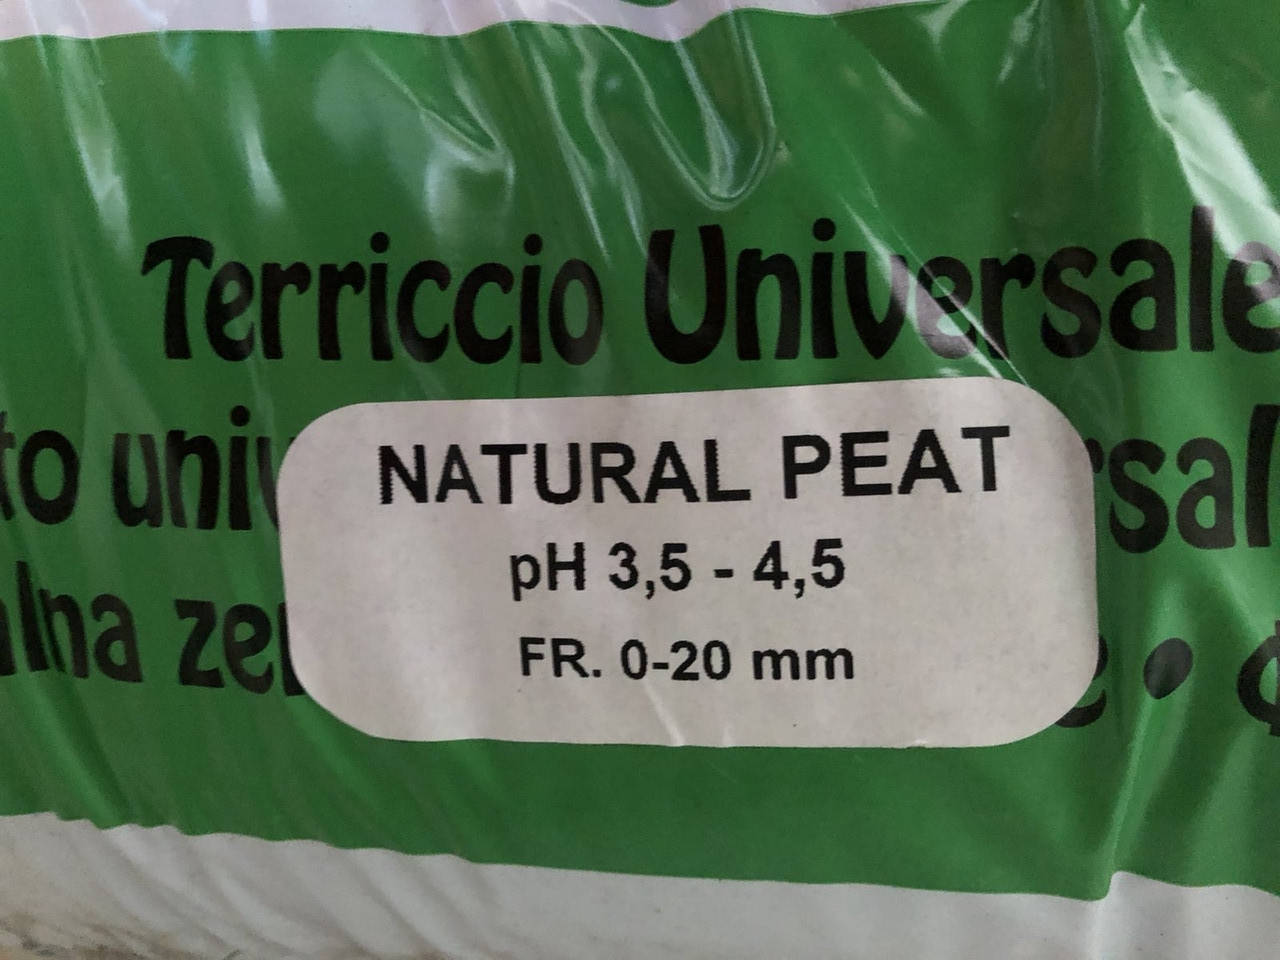 Terriccio Universale
NATURAL PEAT
pH 3,5 - 4,5
FR. 0-20 mm